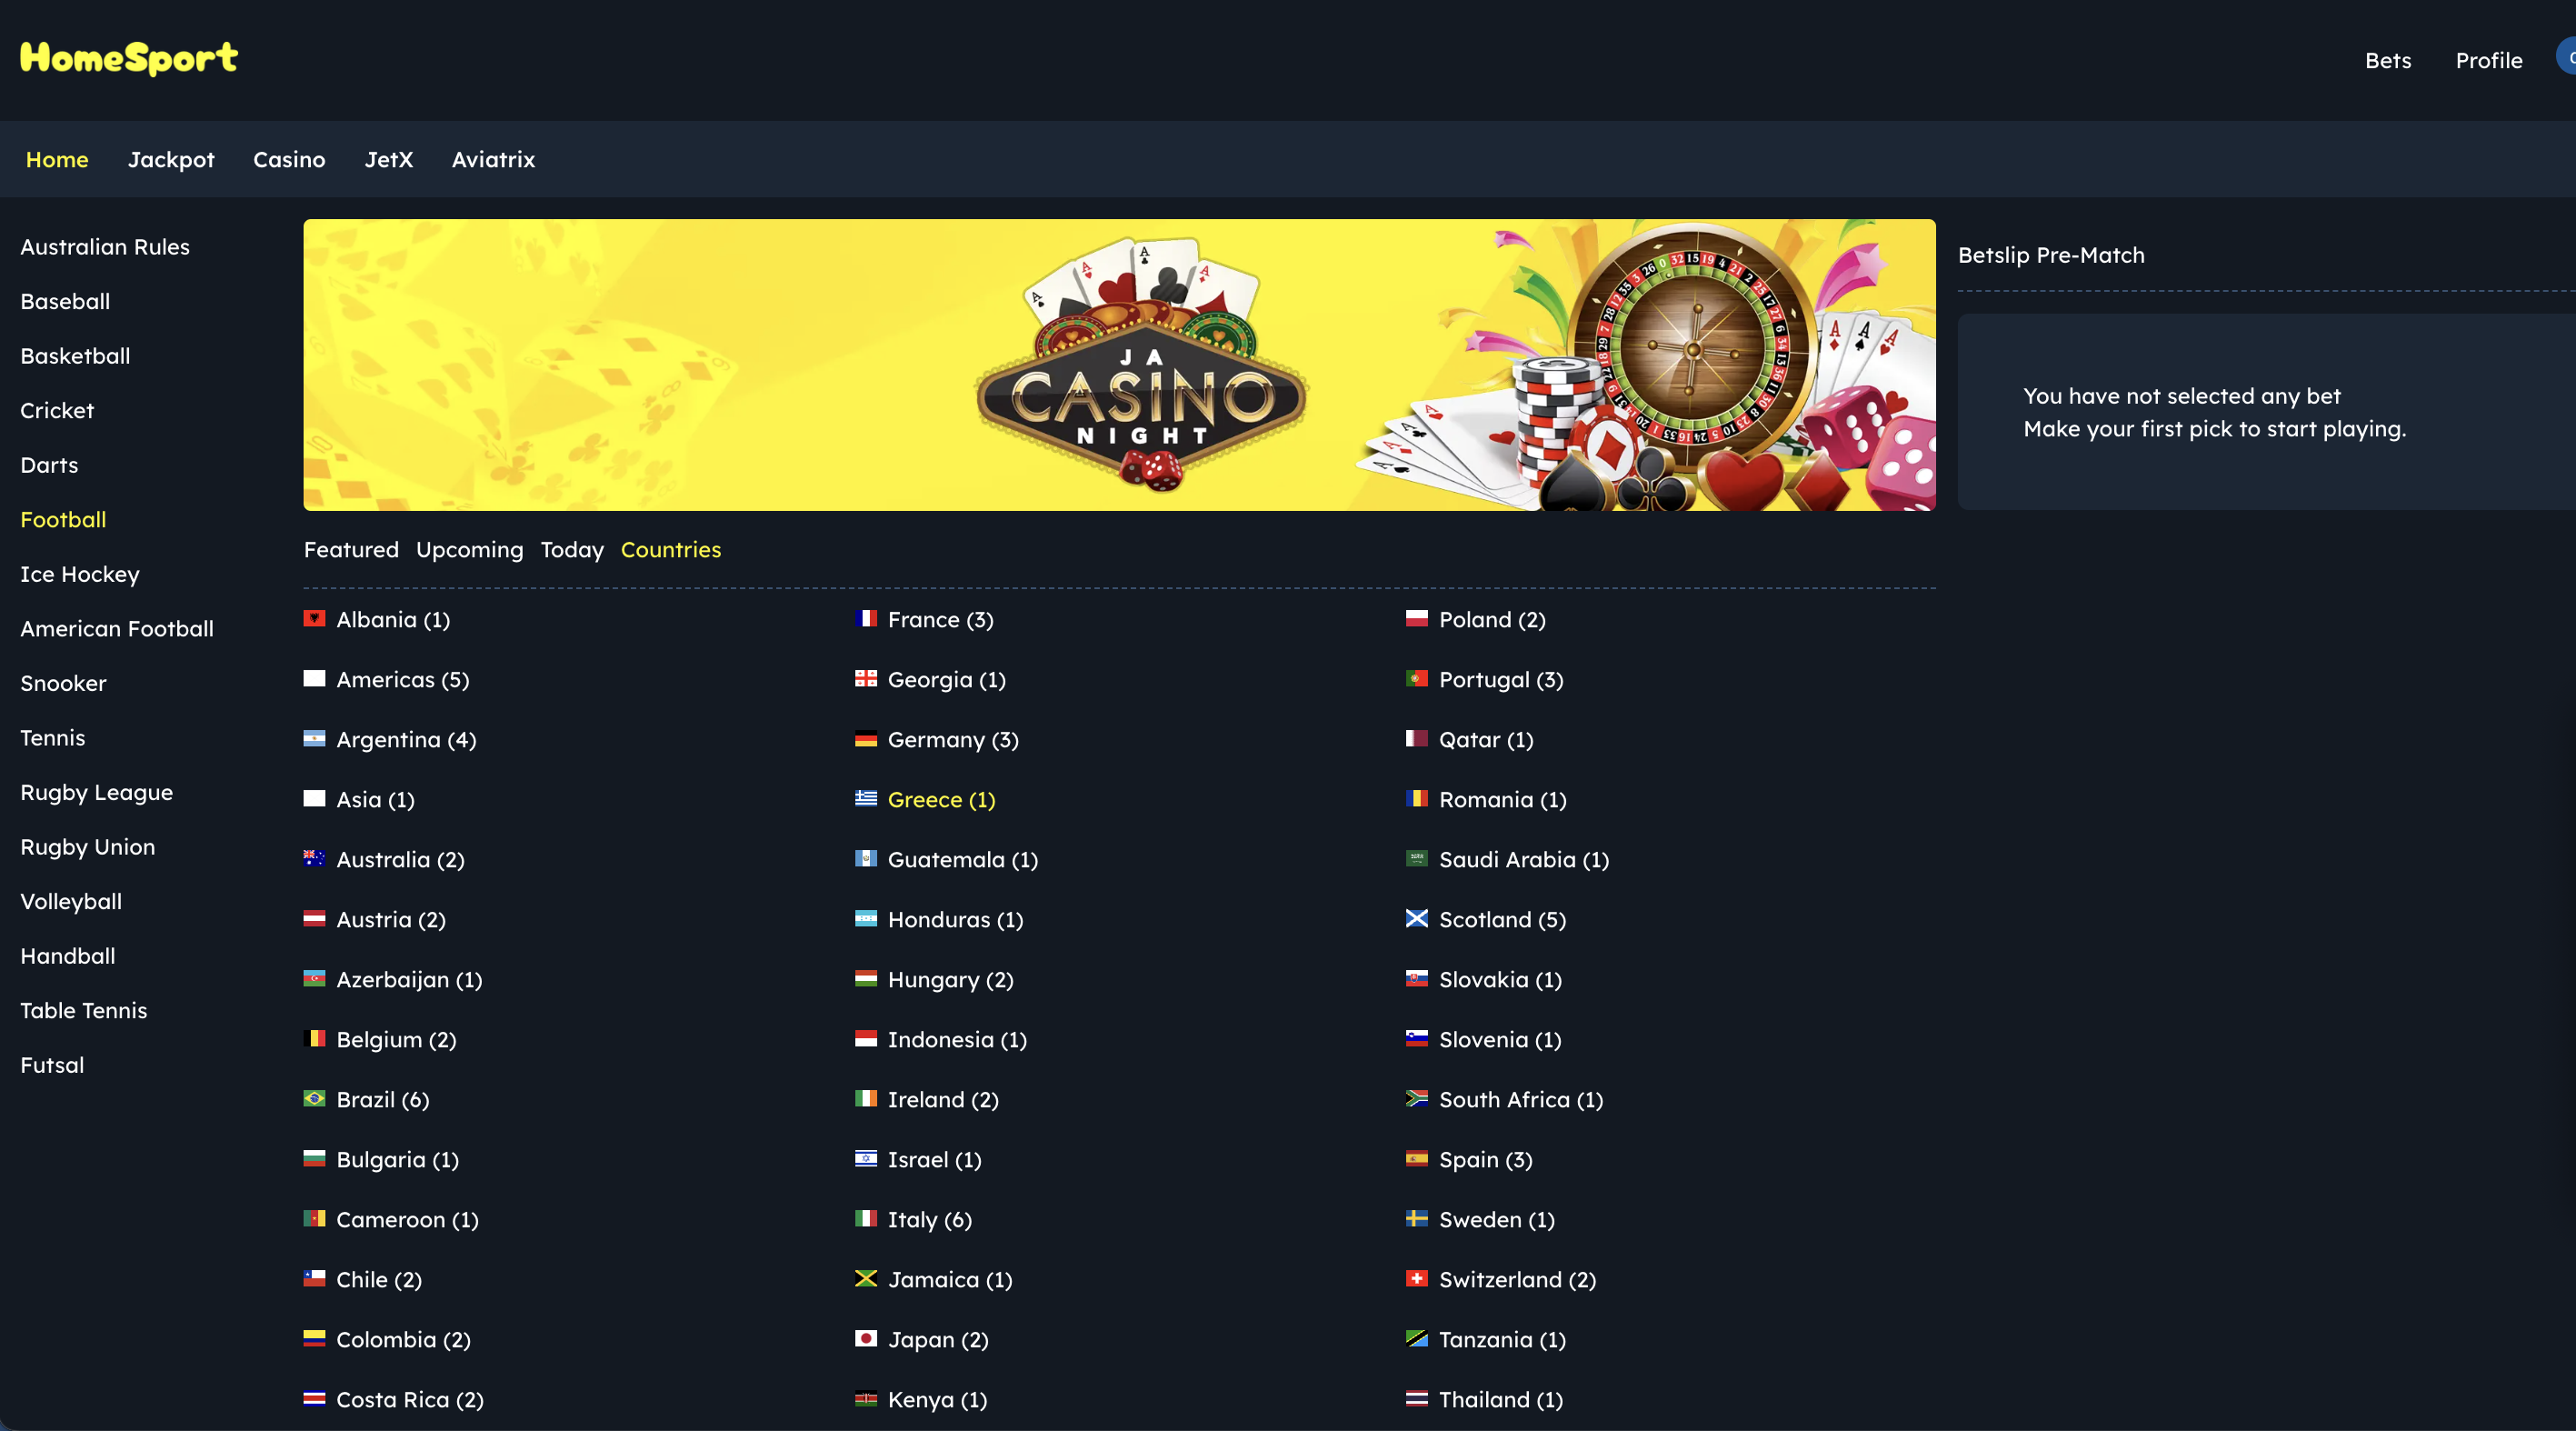 HomeSport
Bets Profile
Home Jackpot Casino JetX Aviatrix
Australian Rules
Baseball
Basketball
Cricket
Darts
Football
Ice Hockey
American Football
Snooker
Tennis
Rugby League
Rugby Union
Volleyball
Handball
Table Tennis
Futsal
JA
CASINO
NIGHT
Featured Upcoming Today Countries
Albania (1)
Americas (5)
Argentina (4)
Asia (1)
Australia (2)
Austria (2)
Azerbaijan (1)
Belgium (2)
Brazil (6)
Bulgaria (1)
Cameroon (1)
Chile (2)
Colombia (2)
Costa Rica (2)
France (3)
Georgia (1)
Germany (3)
Greece (1)
Guatemala (1)
Honduras (1)
Hungary (2)
Indonesia (1)
Ireland (2)
Israel (1)
Italy (6)
Jamaica (1)
Japan (2)
Kenya (1)
Poland (2)
Portugal (3)
Qatar (1)
Romania (1)
Saudi Arabia (1)
Scotland (5)
Slovakia (1)
Slovenia (1)
South Africa (1)
Spain (3)
Sweden (1)
Switzerland (2)
Tanzania (1)
Thailand (1)
Betslip Pre-Match
You have not selected any bet
Make your first pick to start playing.